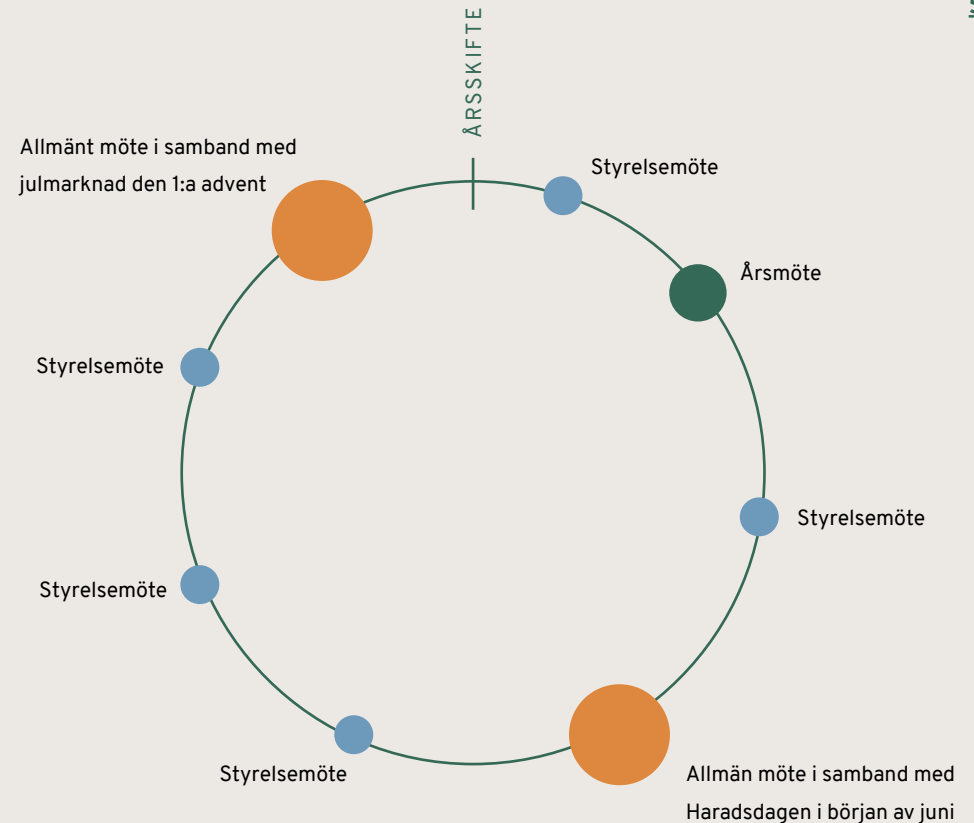 ÅRSSKIFTE
Allmänt möte i samband med
julmarknad den 1:a advent
Styrelsemöte
Årsmöte
Styrelsemöte
Styrelsemöte
Styrelsemöte
Styrelsemöte
Allmän möte i samband med
Haradsdagen i början av juni